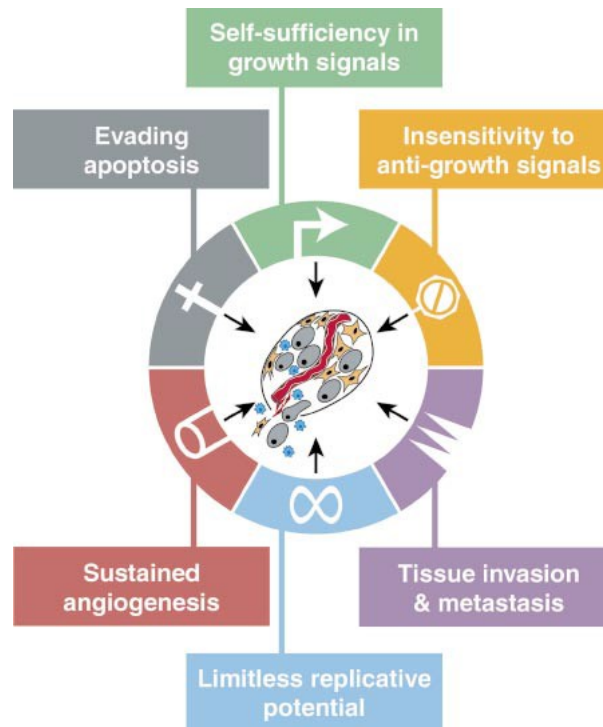 Self-sufficiency in
growth signals
Evading
apoptosis
Insensitivity to
anti-growth signals
Sustained
angiogenesis
Tissue invasion
& metastasis
Limitless replicative
potential